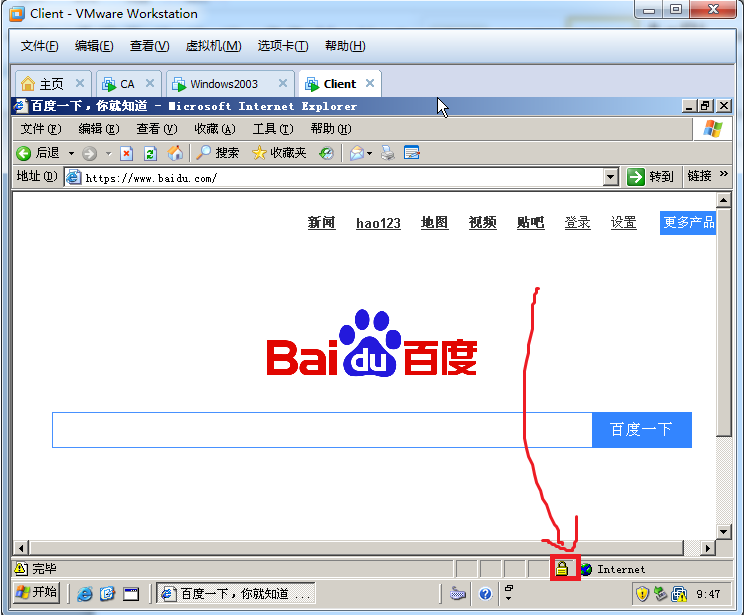 Client - VMware Workstation
文件(F) 编辑(E) 查看(V) 虚拟机(M) 选项卡(T) 帮助(H)
主页 CA Windows2003 Client
百度一下，你就知道 - Microsoft Internet Explorer
文件(F) 编辑(E) 查看(V) 收藏(A) 工具(T) 帮助(H)
后退 搜索 收藏夹
地址(D) https://www.baidu.com/ 转到 链接 »
新闻 hao123 地图 视频 贴吧 登录 设置 更多产品
Bai du 百度
百度一下
完毕 Internet
开始 百度一下，你就知道 ... 9:47